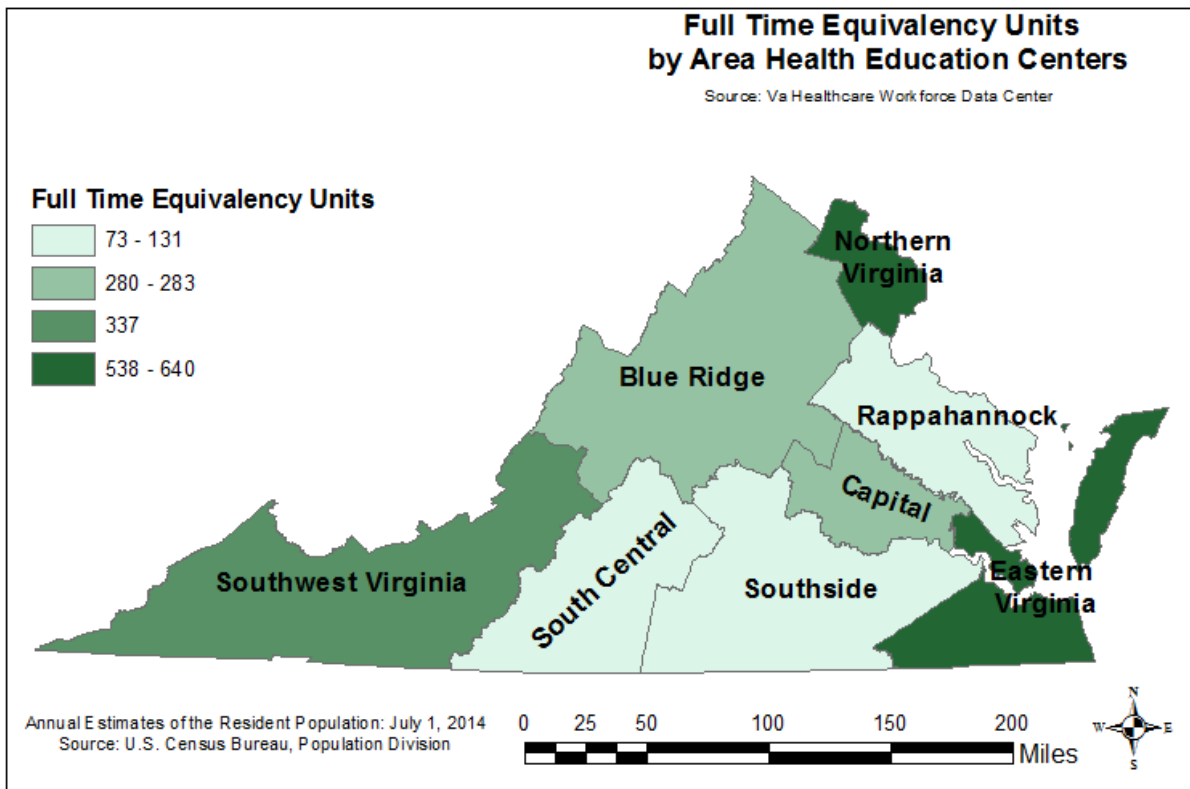 Full Time Equivalency Units
by Area Health Education Centers
Source: Va Healthcare Workforce Data Center
Full Time Equivalency Units
73 - 131
280 - 283
337
538 - 640
Northern
Virginia
Blue Ridge
Rappahannock
Capital
Southwest Virginia
South Central
Southside
Eastern
Virginia
Annual Estimates of the Resident Population: July 1, 2014
Source: U.S. Census Bureau, Population Division
0 25 50 100 150 200
Miles
N
W E
S